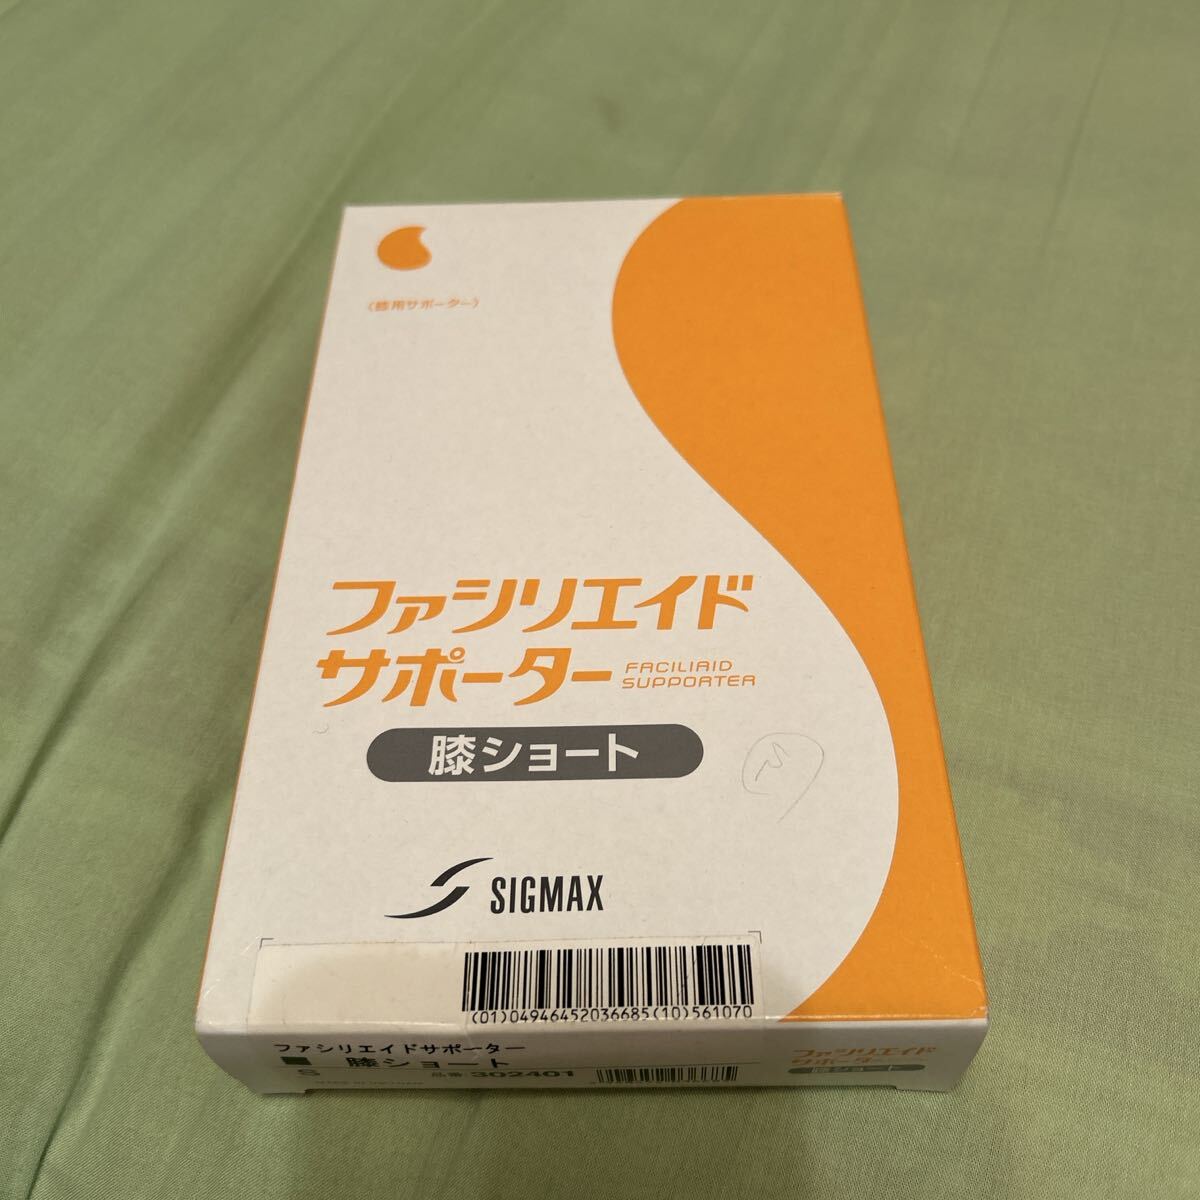 〈膝用サポーター〉
ファシリエイド
サポーター FACILIAID SUPPORTER
膝ショート
SIGMAX
(01)04946452036685(10)561070
ファシリエイドサポーター
膝ショート
S 品番:302401
ファシリエイド
サポーター
膝ショート